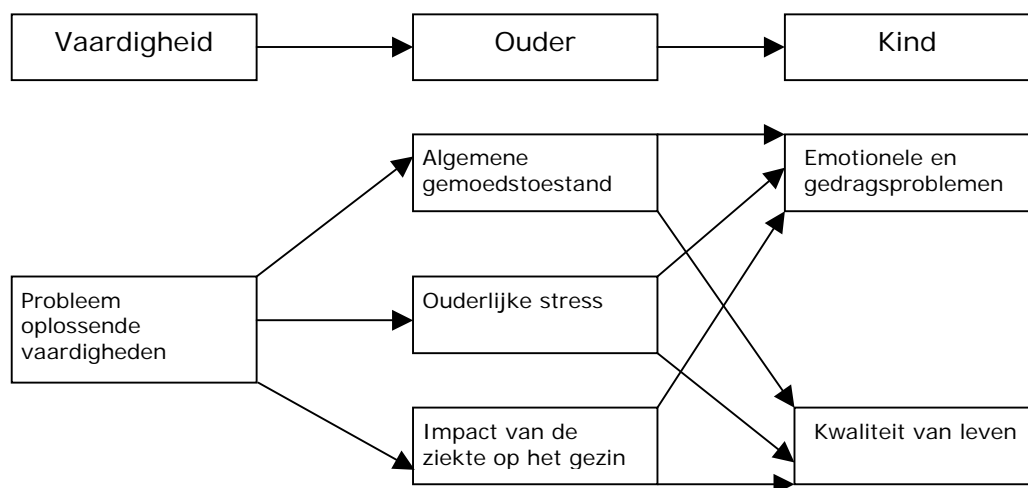 Vaardigheid
Ouder
Kind
Algemene
gemoedstoestand
Emotionele en
gedragsproblemen
Probleem
oplossende
vaardigheden
Ouderlijke stress
Impact van de
ziekte op het gezin
Kwaliteit van leven